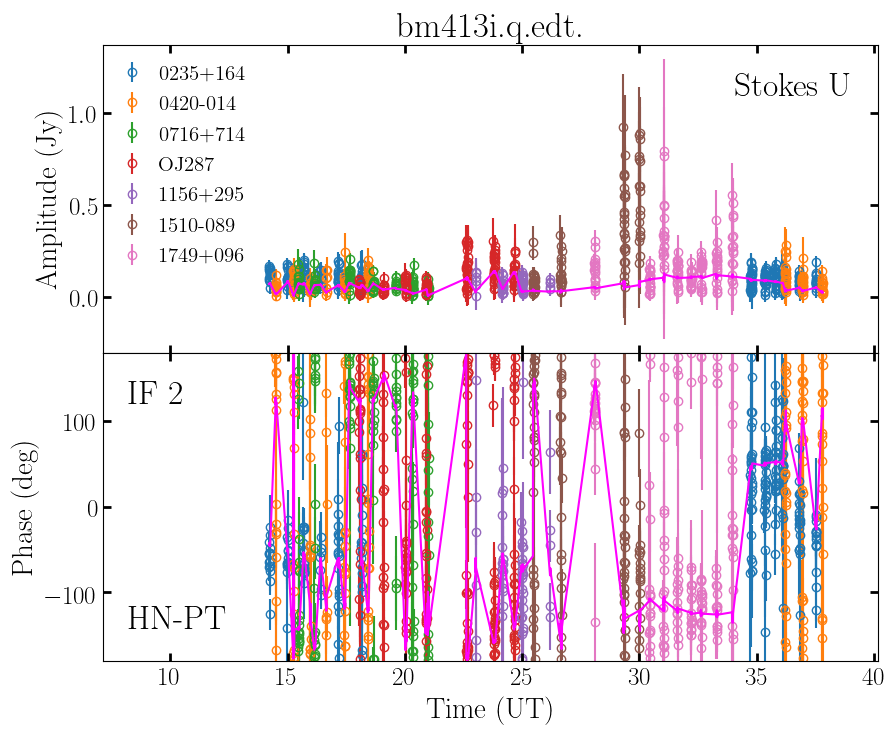 bm413i.q.edt.
Stokes U
0235+164
0420-014
0716+714
OJ287
1156+295
1510-089
1749+096
Amplitude (Jy)
1.0
0.5
0.0
IF 2
HN-PT
Phase (deg)
100
0
−100
10 15 20 25 30 35 40
Time (UT)